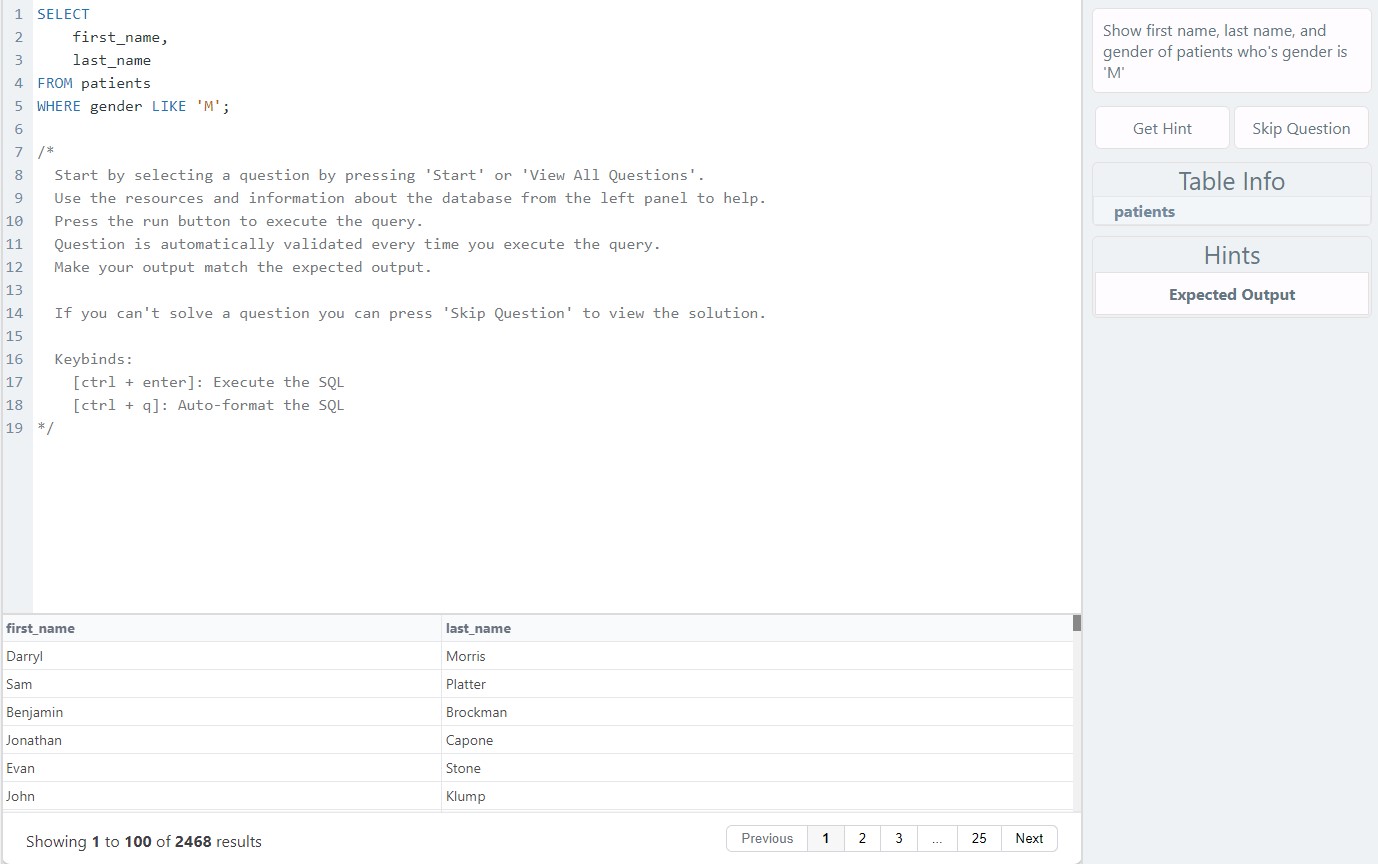 1 SELECT
2     first_name,
3     last_name
4 FROM patients
5 WHERE gender LIKE 'M';
6
7 /*
8   Start by selecting a question by pressing 'Start' or 'View All Questions'.
9   Use the resources and information about the database from the left panel to help.
10   Press the run button to execute the query.
11   Question is automatically validated every time you execute the query.
12   Make your output match the expected output.
13
14   If you can't solve a question you can press 'Skip Question' to view the solution.
15
16   Keybinds:
17     [ctrl + enter]: Execute the SQL
18     [ctrl + q]: Auto-format the SQL
19 */
first_name last_name
Darryl Morris
Sam Platter
Benjamin Brockman
Jonathan Capone
Evan Stone
John Klump
Showing 1 to 100 of 2468 results Previous 1 2 3 ... 25 Next
Show first name, last name, and
gender of patients who's gender is
'M'
Get Hint Skip Question
Table Info
patients
Hints
Expected Output